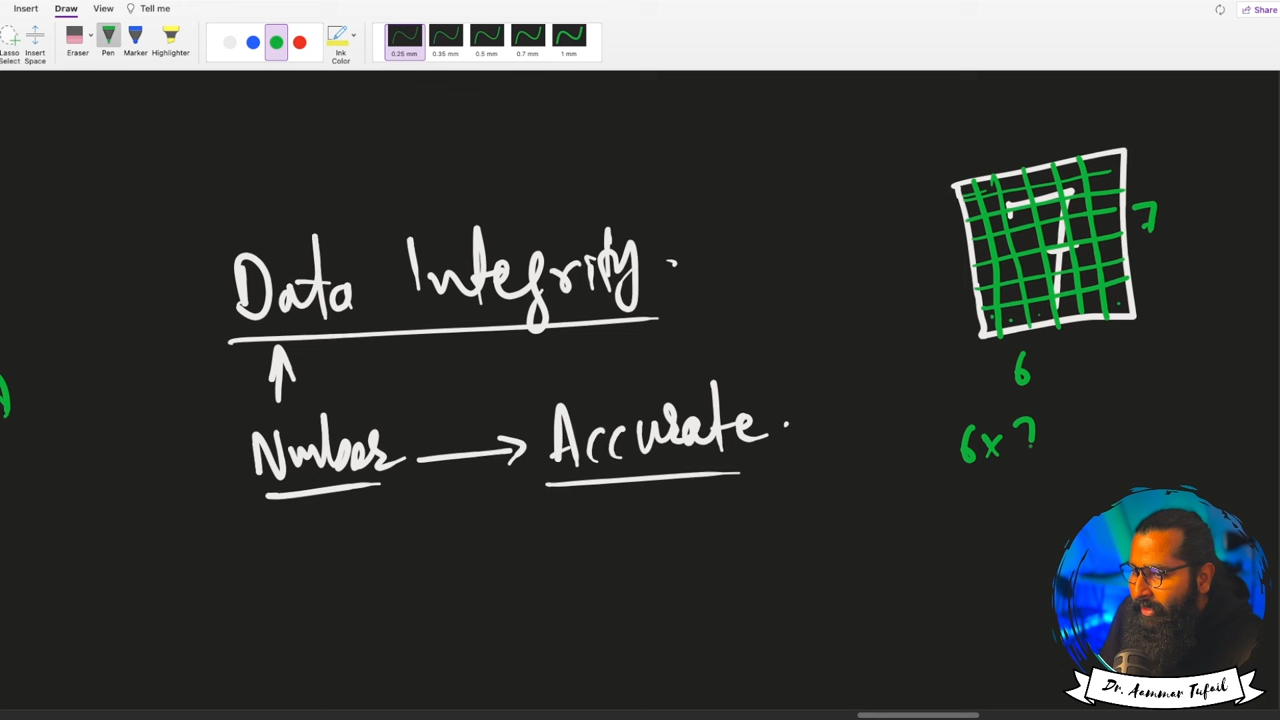 Insert Draw View Tell me
Share
Lasso Select
Insert Space
Eraser
Pen
Marker
Highlighter
Ink Color
0.25 mm
0.35 mm
0.5 mm
0.7 mm
1 mm
Data Integrity.
Number → Accurate.
7
7
6
6x?
Dr. Aammar Tufail